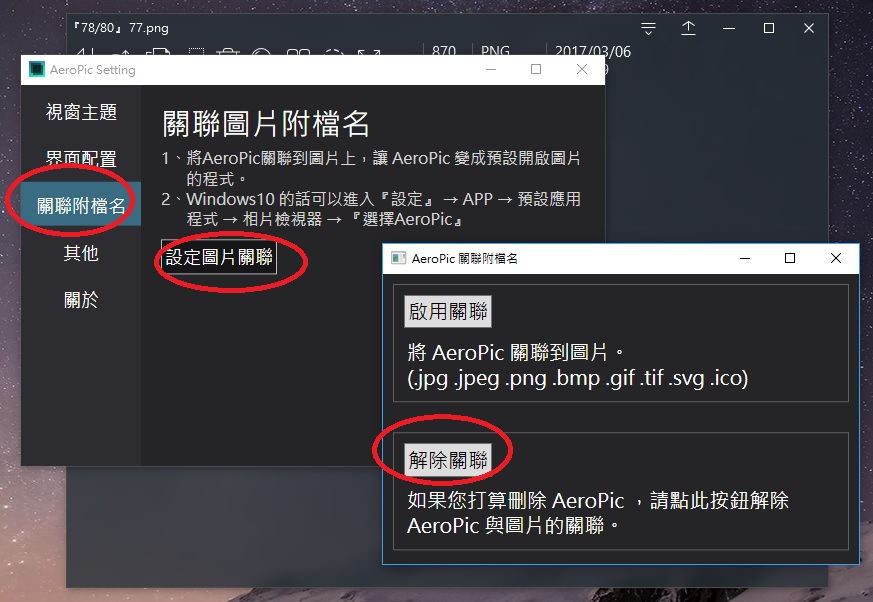 『78/80』 77.png
870
PNG
2017/03/06
AeroPic Setting
視窗主題
界面配置
關聯附檔名
其他
關於
關聯圖片附檔名
1、將AeroPic關聯到圖片上，讓 AeroPic 變成預設開啟圖片
的程式。
2、Windows10 的話可以進入『設定』 → APP → 預設應用
程式 → 相片檢視器 → 『選擇AeroPic』
設定圖片關聯
AeroPic 關聯附檔名
啟用關聯
將 AeroPic 關聯到圖片。
(.jpg .jpeg .png .bmp .gif .tif .svg .ico)
解除關聯
如果您打算刪除 AeroPic ，請點此按鈕解除
AeroPic 與圖片的關聯。